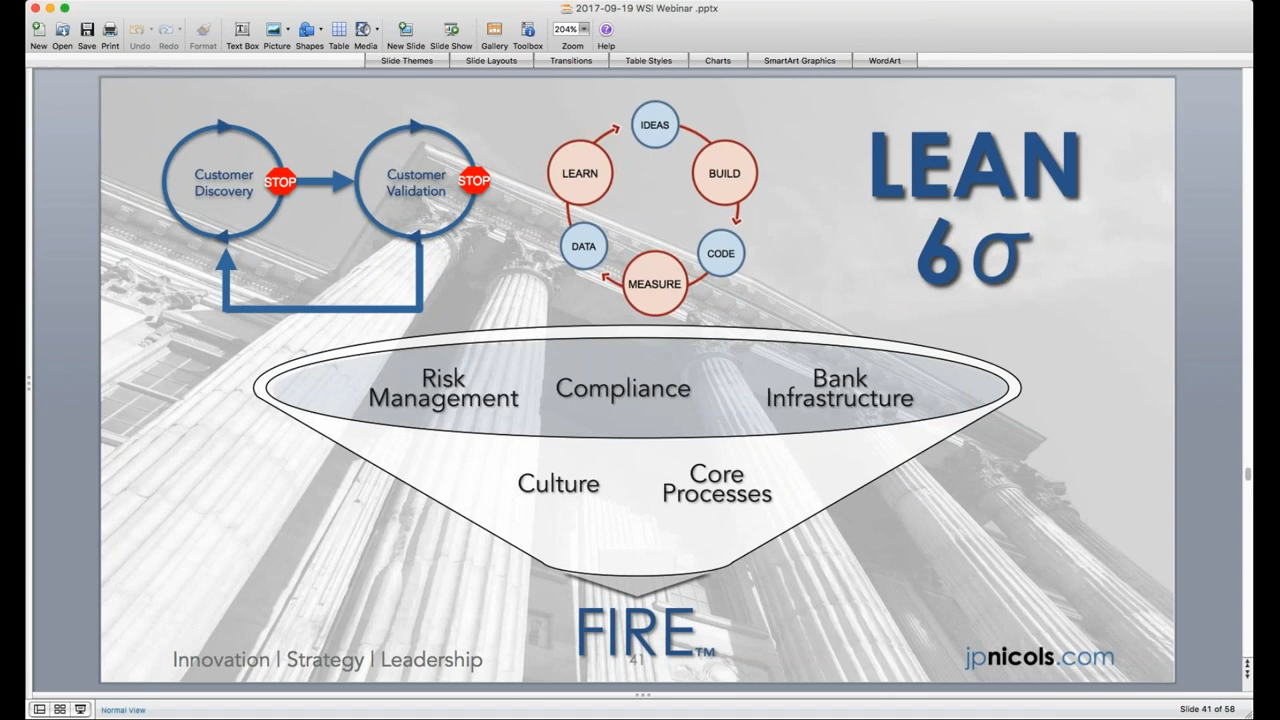 2017-09-19 WSI Webinar .pptx
New Open Save Print Undo Redo Format Text Box Picture Shapes Table Media New Slide Slide Show Gallery Toolbox 204% Zoom Help
Slide Themes Slide Layouts Transitions Table Styles Charts SmartArt Graphics WordArt
Customer
Discovery
STOP
Customer
Validation
STOP
IDEAS
BUILD
CODE
MEASURE
DATA
LEARN
LEAN
6σ
Risk
Management
Compliance
Bank
Infrastructure
Culture
Core
Processes
FIRE™
41
Innovation | Strategy | Leadership
jpnicols.com
Normal View
Slide 41 of 58